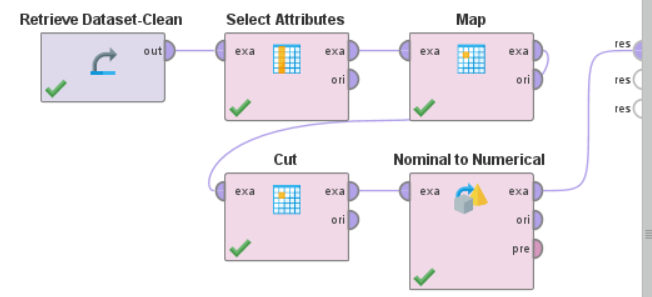 Retrieve Dataset-Clean
Select Attributes
Map
out
exa
exa
ori
exa
exa
ori
res
res
res
Cut
Nominal to Numerical
exa
exa
ori
exa
exa
ori
pre